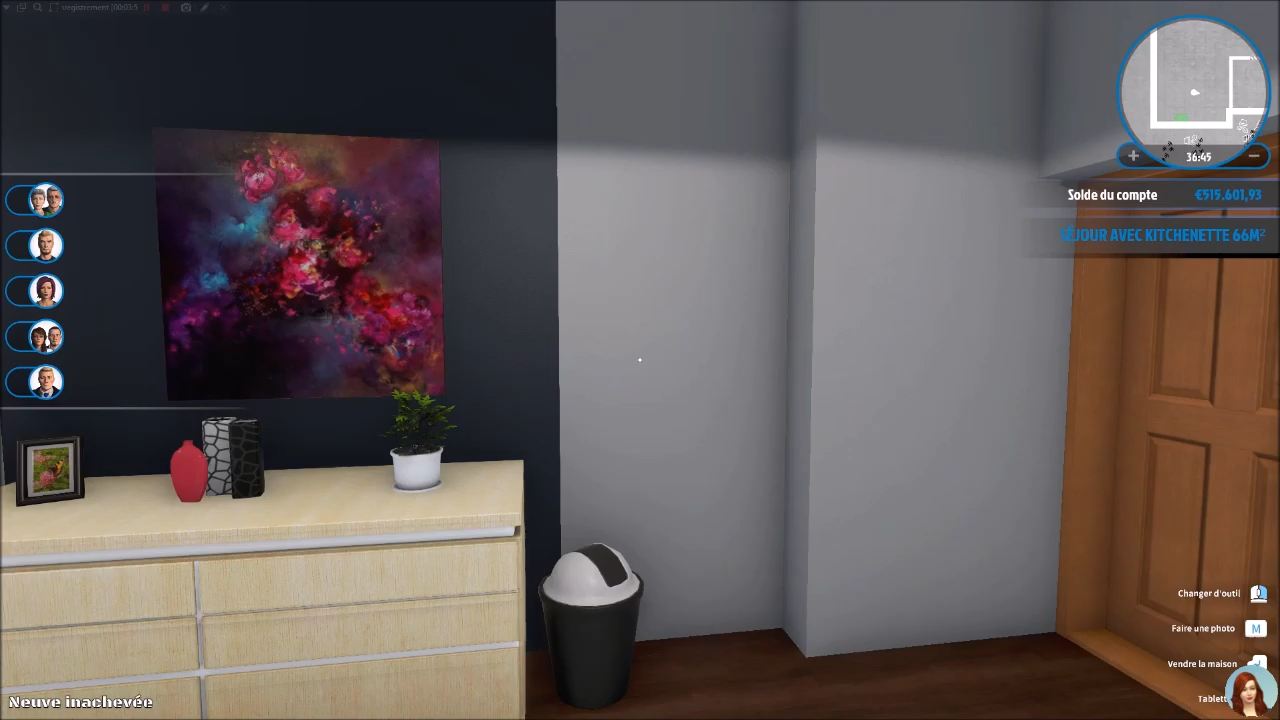 36:45
Solde du compte €515.601,93
SÉJOUR AVEC KITCHENETTE 66M²
Changer d'outil
Faire une photo M
Vendre la maison
Neuve inachevée